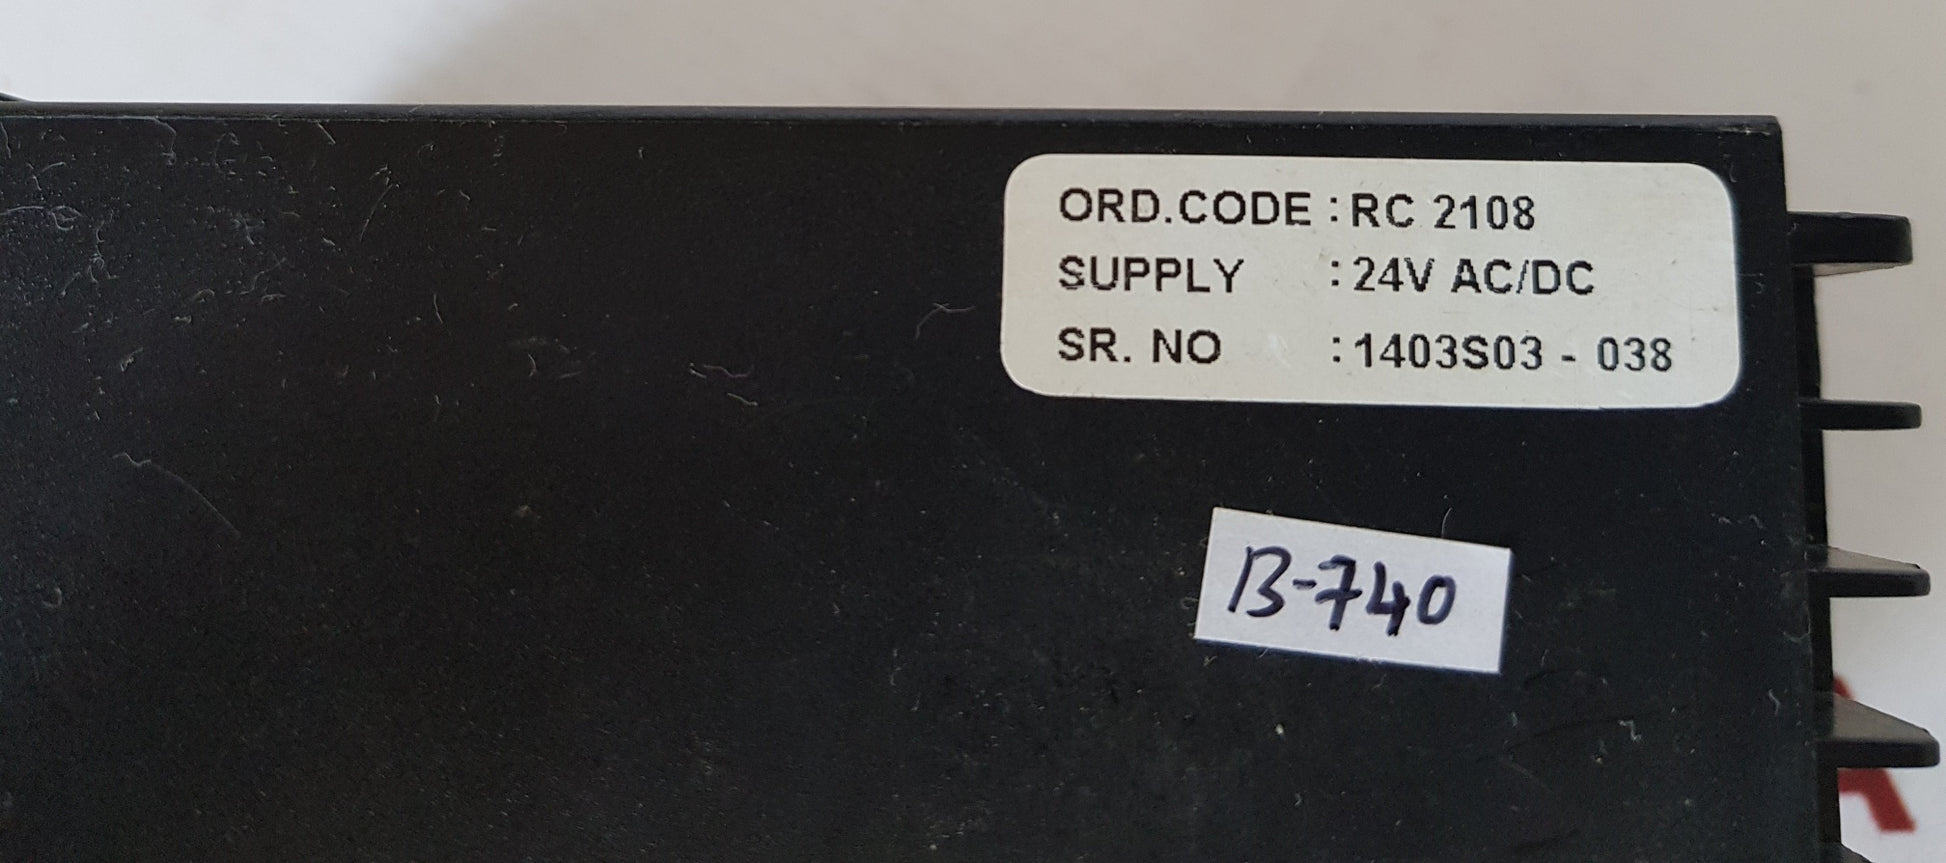 ORD.CODE : RC 2108
SUPPLY : 24V AC/DC
SR. NO : 1403S03 - 038
B-740